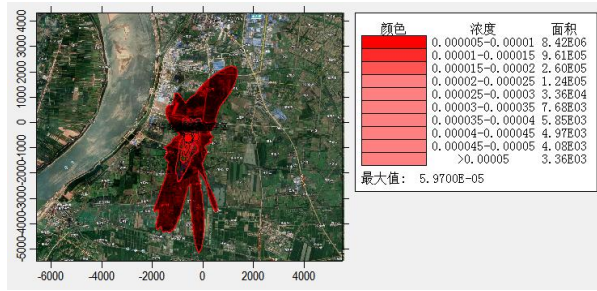 颜色 浓度 面积
0.000005-0.00001 8.42E06
0.00001-0.000015 9.61E05
0.000015-0.00002 2.60E05
0.00002-0.000025 1.24E05
0.000025-0.00003 3.36E04
0.00003-0.000035 7.68E03
0.000035-0.00004 5.85E03
0.00004-0.000045 4.97E03
0.000045-0.00005 4.08E03
>0.00005 3.36E03
最大值: 5.9700E-05
4000
3000
2000
1000
0
-1000
-2000
-3000
-4000
-5000
-6000 -4000 -2000 0 2000 4000